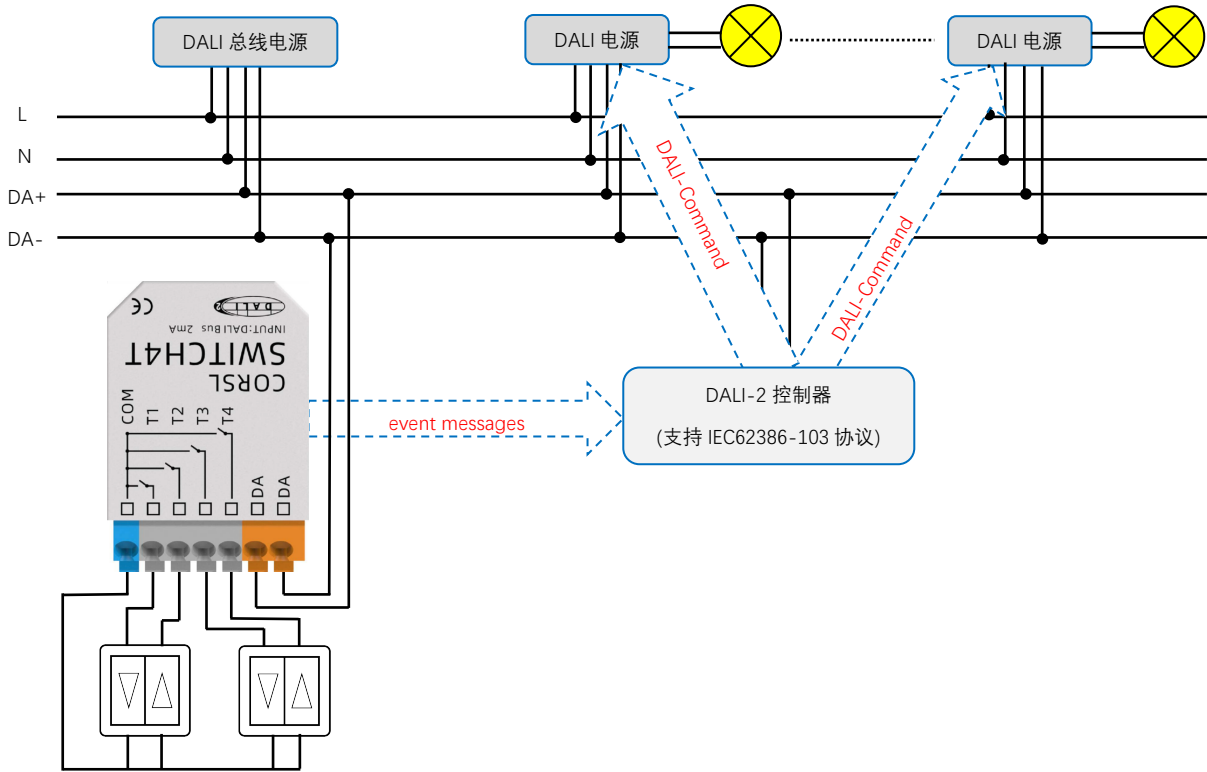 DALI 总线电源
DALI 电源
DALI 电源
L
N
DA+
DA-
DALI-Command
DALI-Command
CE
DALI 2
INPUT:DALI Bus 2mA
SWITCH4T
CORSL
COM
T1
T2
T3
T4
DA
DA
event messages
DALI-2 控制器
(支持 IEC62386-103 协议)